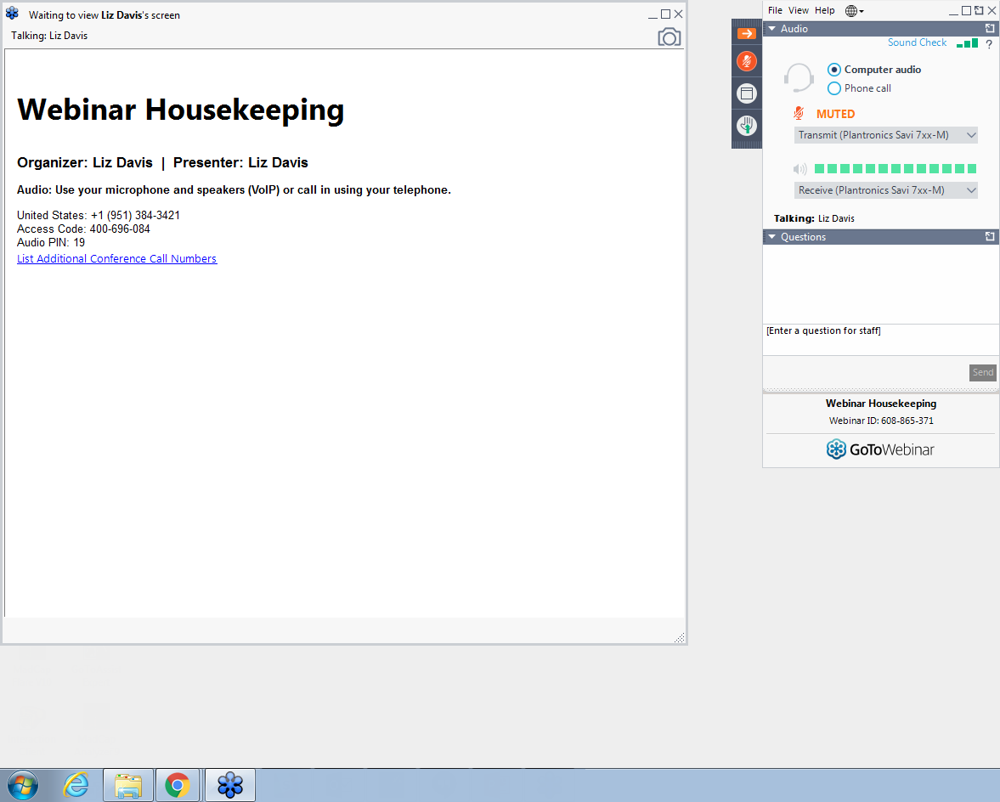 Waiting to view Liz Davis's screen
Talking: Liz Davis
Webinar Housekeeping
Organizer: Liz Davis | Presenter: Liz Davis
Audio: Use your microphone and speakers (VoIP) or call in using your telephone.
United States: +1 (951) 384-3421
Access Code: 400-696-084
Audio PIN: 19
List Additional Conference Call Numbers
File View Help
Audio
Sound Check ?
Computer audio
Phone call
MUTED
Transmit (Plantronics Savi 7xx-M)
Receive (Plantronics Savi 7xx-M)
Talking: Liz Davis
Questions
[Enter a question for staff]
Send
Webinar Housekeeping
Webinar ID: 608-865-371
GoToWebinar